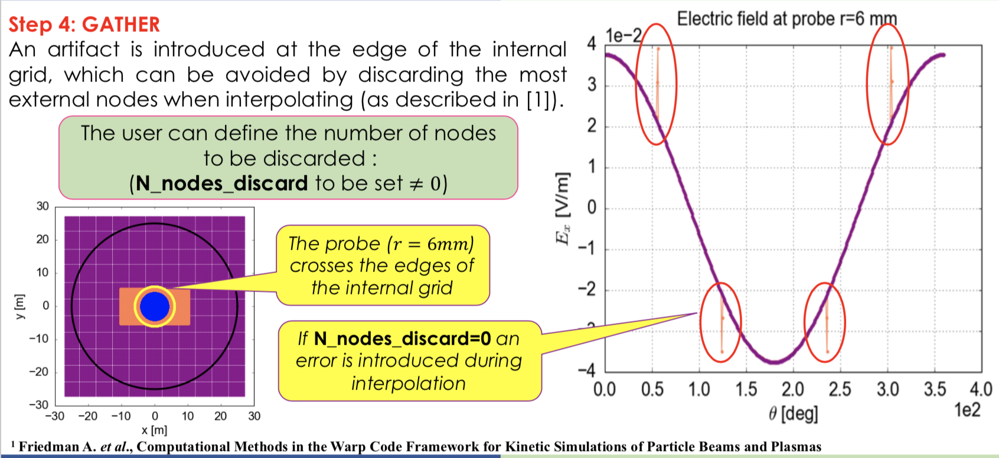 Step 4: GATHER
An artifact is introduced at the edge of the internal
grid, which can be avoided by discarding the most
external nodes when interpolating (as described in [1]).
The user can define the number of nodes
to be discarded :
(N_nodes_discard to be set ≠ 0)
30
20
10
0
−10
−20
−30
y [m]
−30 −20 −10 0 10 20 30
x [m]
The probe (r = 6mm)
crosses the edges of
the internal grid
If N_nodes_discard=0 an
error is introduced during
interpolation
Electric field at probe r=6 mm
1e−2
4
3
2
1
0
−1
−2
−4
E_x [V/m]
0.0 0.5 1.0 1.5 2.0 2.5 3.0 3.5 4.0
1e2
θ [deg]
¹ Friedman A. et al., Computational Methods in the Warp Code Framework for Kinetic Simulations of Particle Beams and Plasmas